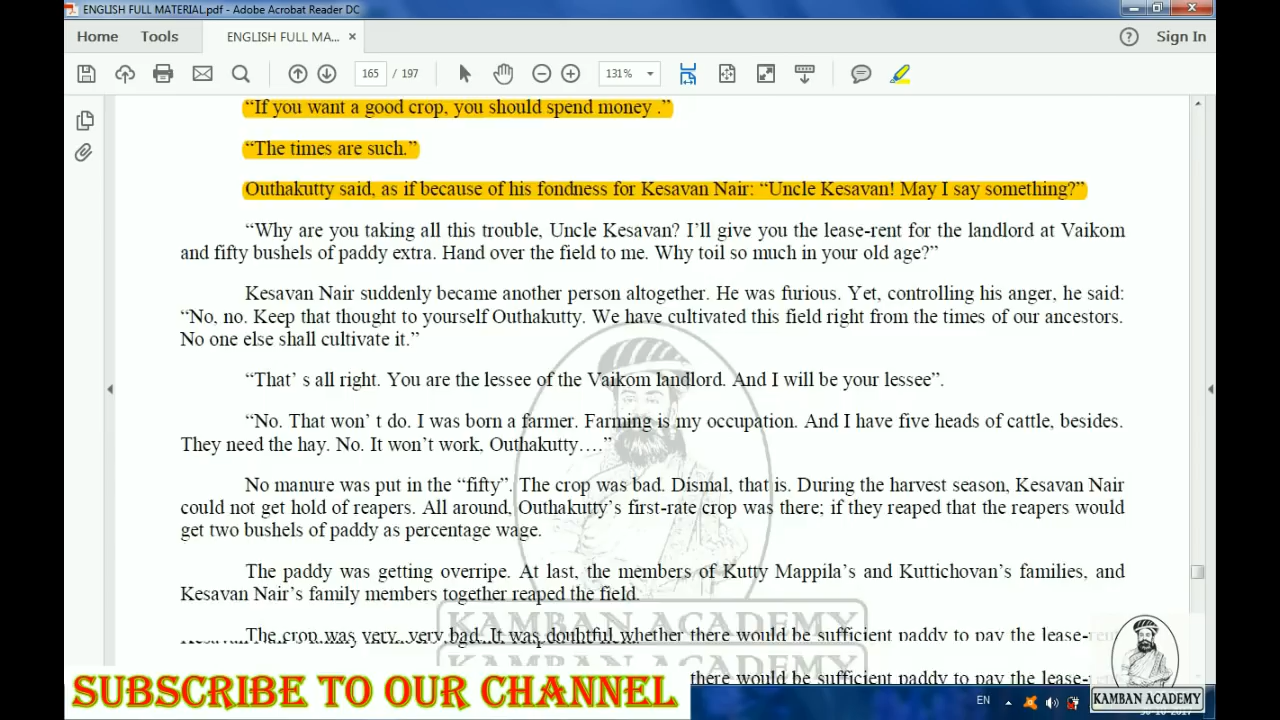 ENGLISH FULL MATERIAL.pdf - Adobe Acrobat Reader DC
Home Tools ENGLISH FULL MA... × Sign In
165 / 197 131%
“If you want a good crop, you should spend money .”
“The times are such.”
Outhakutty said, as if because of his fondness for Kesavan Nair: “Uncle Kesavan! May I say something?”
“Why are you taking all this trouble, Uncle Kesavan? I’ll give you the lease-rent for the landlord at Vaikom
and fifty bushels of paddy extra. Hand over the field to me. Why toil so much in your old age?”
Kesavan Nair suddenly became another person altogether. He was furious. Yet, controlling his anger, he said:
“No, no. Keep that thought to yourself Outhakutty. We have cultivated this field right from the times of our ancestors.
No one else shall cultivate it.”
“That’ s all right. You are the lessee of the Vaikom landlord. And I will be your lessee”.
“No. That won’ t do. I was born a farmer. Farming is my occupation. And I have five heads of cattle, besides.
They need the hay. No. It won’t work, Outhakutty….”
No manure was put in the “fifty”. The crop was bad. Dismal, that is. During the harvest season, Kesavan Nair
could not get hold of reapers. All around, Outhakutty’s first-rate crop was there; if they reaped that the reapers would
get two bushels of paddy as percentage wage.
The paddy was getting overripe. At last, the members of Kutty Mappila’s and Kuttichovan’s families, and
Kesavan Nair’s family members together reaped the field.
KAMBAN ACADEMY
The crop was very, very bad. It was doubtful whether there would be sufficient paddy to pay the lease-rent
KAMBAN ACADEMY
there would be sufficient paddy to pay the lease-
SUBSCRIBE TO OUR CHANNEL
EN
KAMBAN ACADEMY